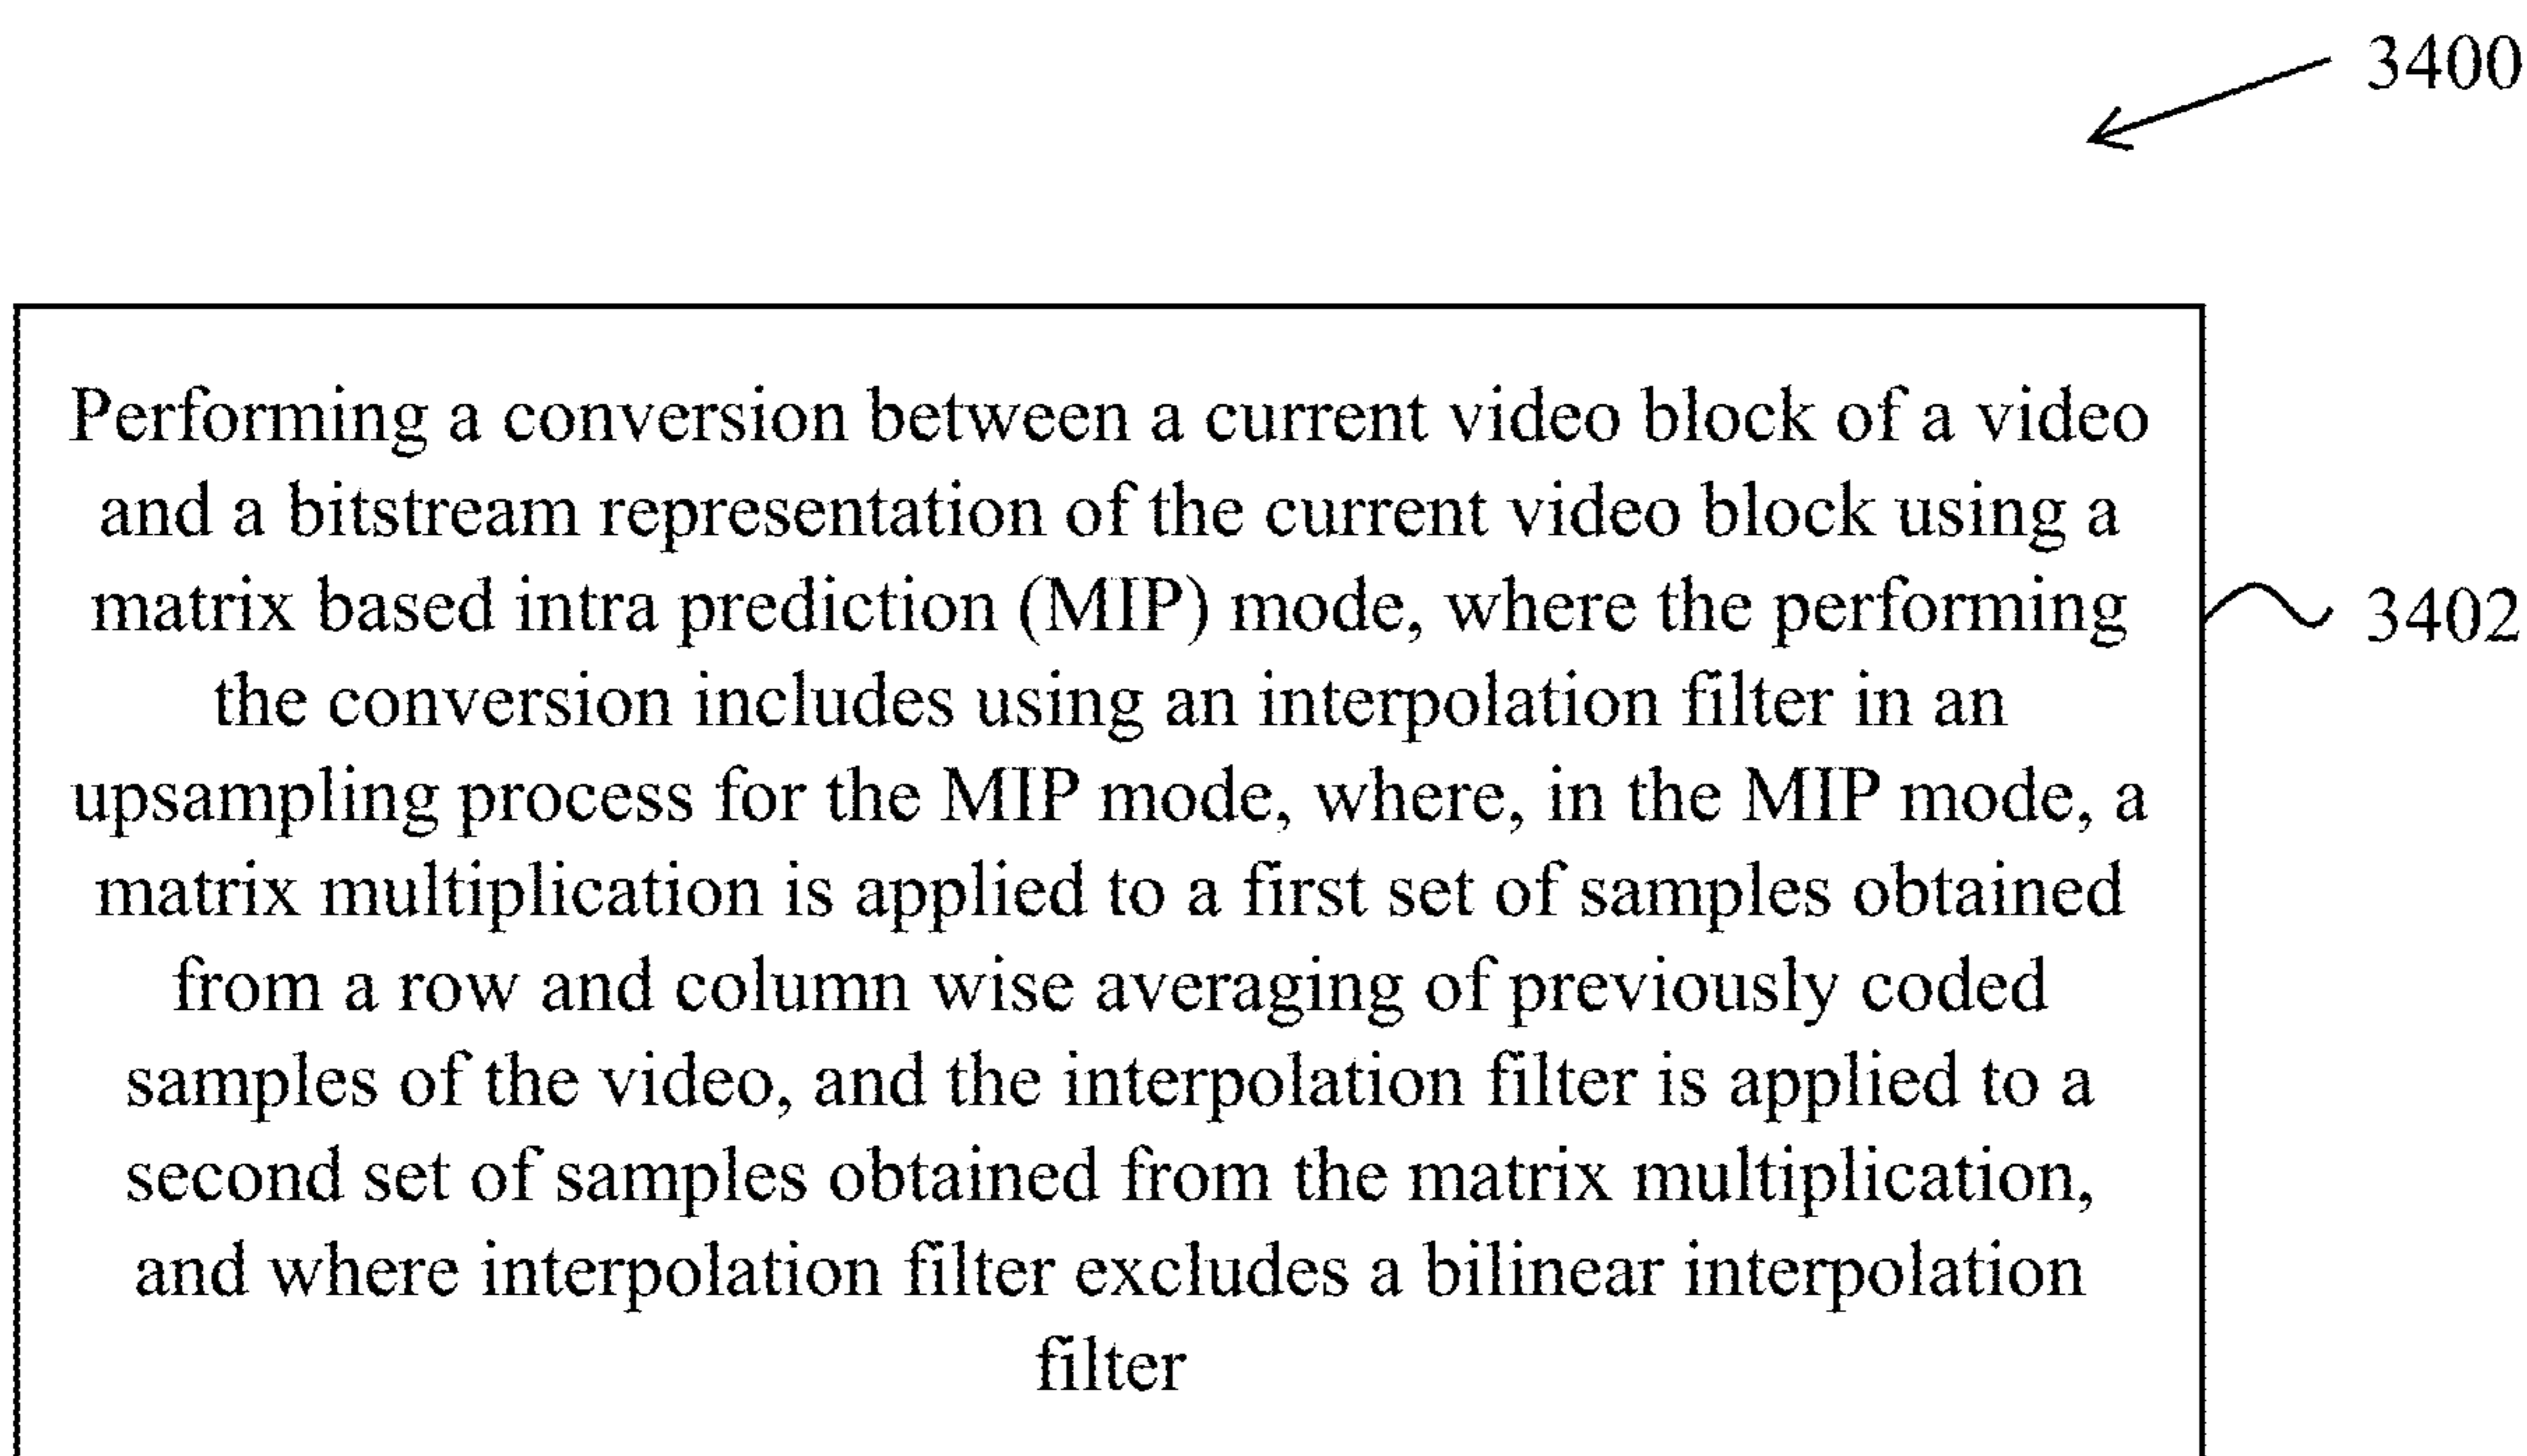 3400
Performing a conversion between a current video block of a video
and a bitstream representation of the current video block using a
matrix based intra prediction (MIP) mode, where the performing
3402
the conversion includes using an interpolation filter in an
upsampling process for the MIP mode, where, in the MIP mode, a
matrix multiplication is applied to a first set of samples obtained
from a row and column wise averaging of previously coded
samples of the video, and the interpolation filter is applied to a
second set of samples obtained from the matrix multiplication,
and where interpolation filter excludes a bilinear interpolation
filter